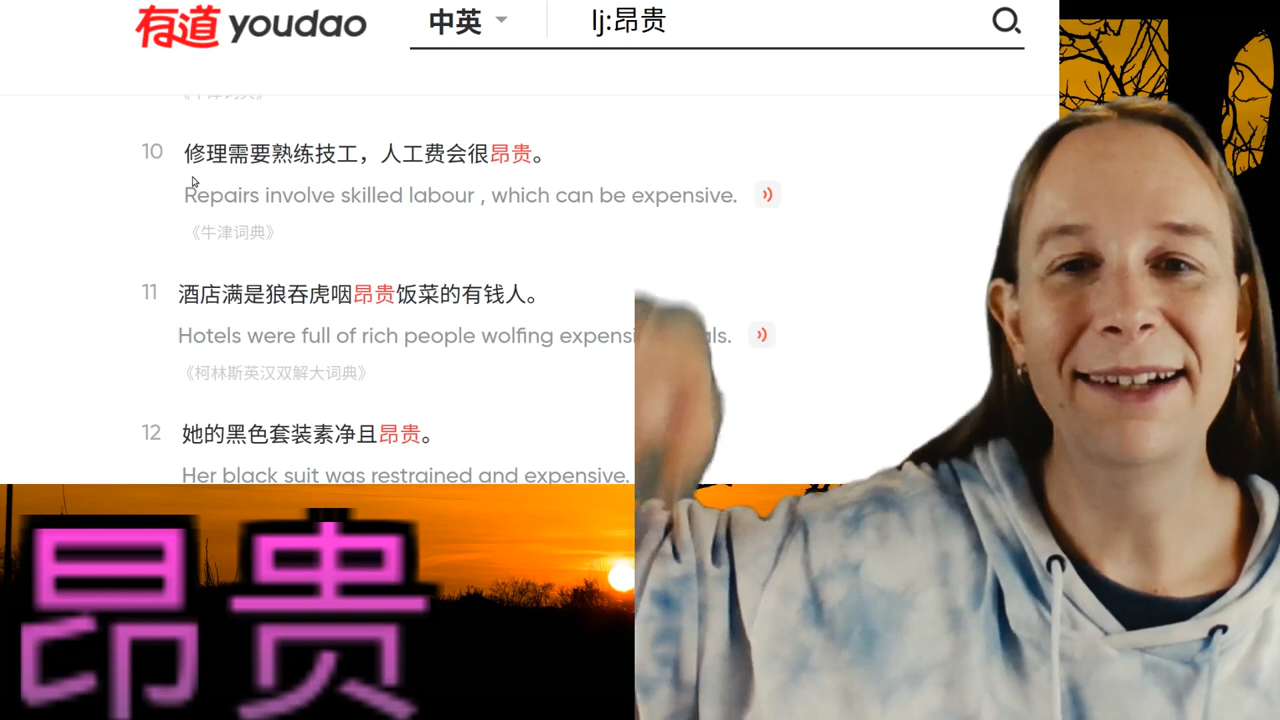 有道 youdao 中英 lj:昂贵
《牛津词典》
10 修理需要熟练技工，人工费会很昂贵。
Repairs involve skilled labour , which can be expensive.
《牛津词典》
11 酒店满是狼吞虎咽昂贵饭菜的有钱人。
Hotels were full of rich people wolfing expensi als.
《柯林斯英汉双解大词典》
12 她的黑色套装素净且昂贵。
Her black suit was restrained and expensive.
昂贵